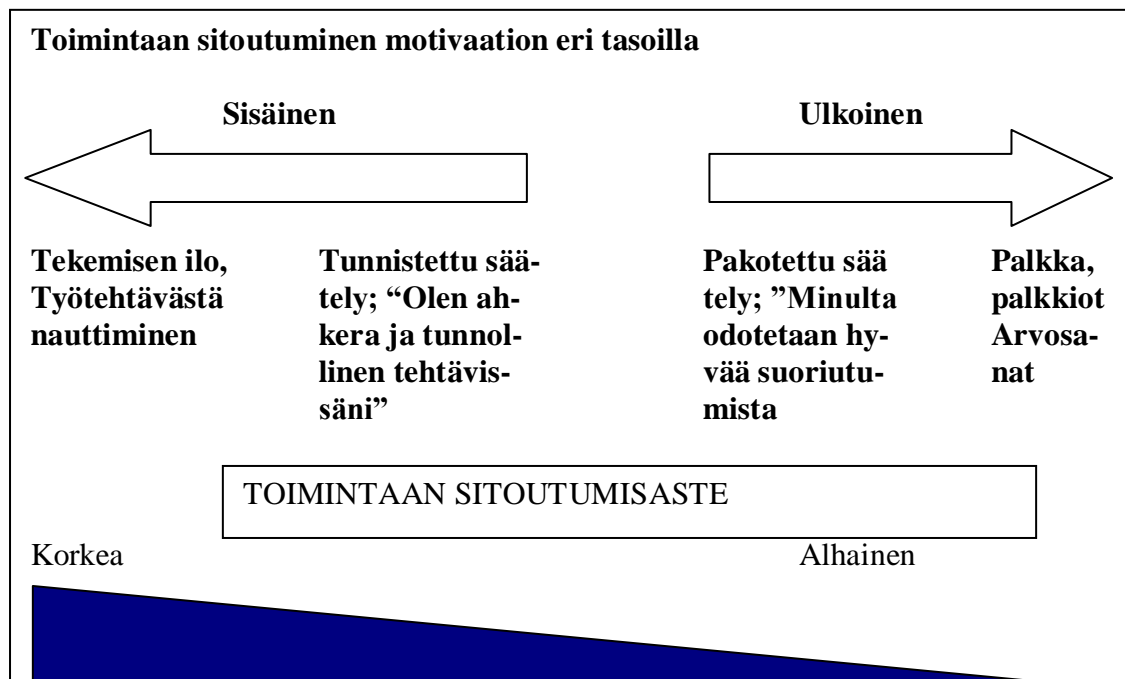 Toimintaan sitoutuminen motivaation eri tasoilla
Sisäinen
Ulkoinen
Tekemisen ilo,
Työtehtävästä
nauttiminen
Tunnistettu sää-
tely; “Olen ah-
kera ja tunnol-
linen tehtävis-
säni”
Pakotettu sää
tely; ”Minulta
odotetaan hy-
vää suoriutu-
mista
Palkka,
palkkiot
Arvosa-
nat
TOIMINTAAN SITOUTUMISASTE
Korkea
Alhainen